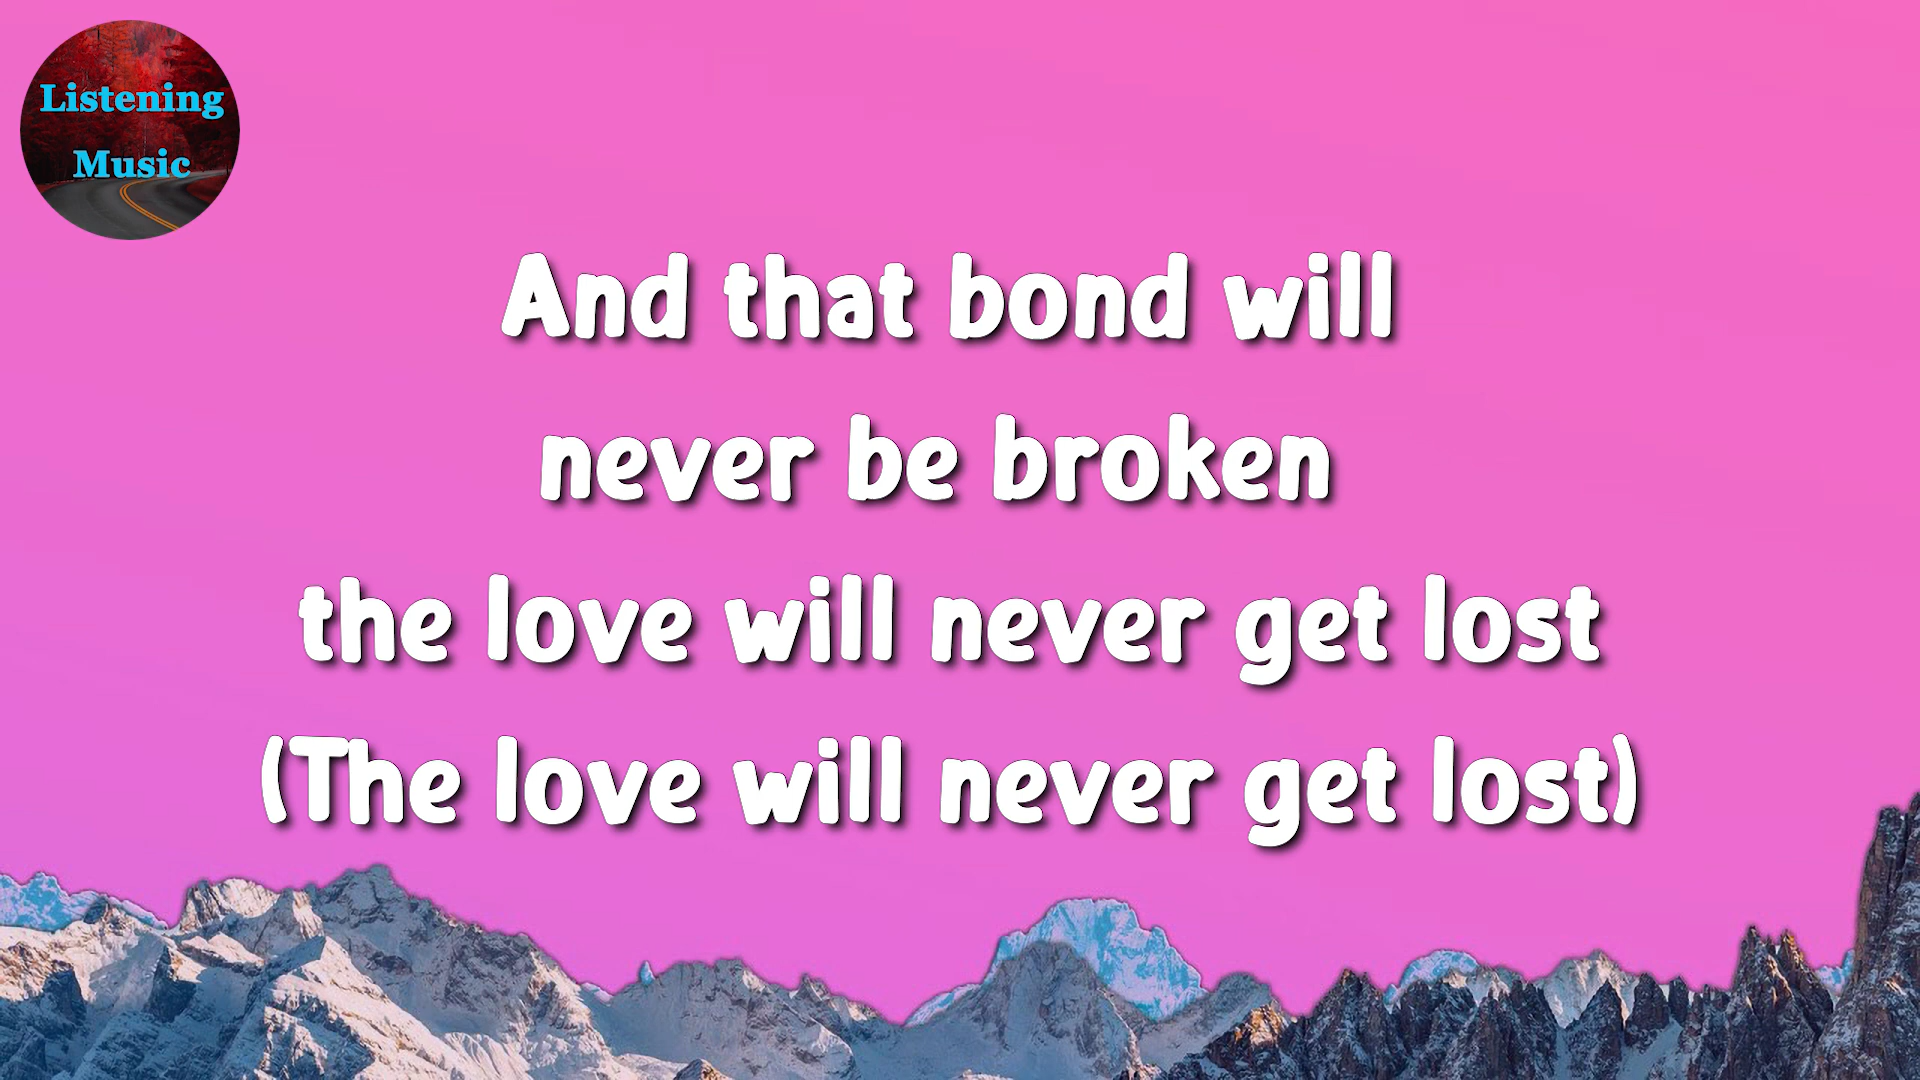 Listening
Music
And that bond will
never be broken
the love will never get lost
(The love will never get lost)